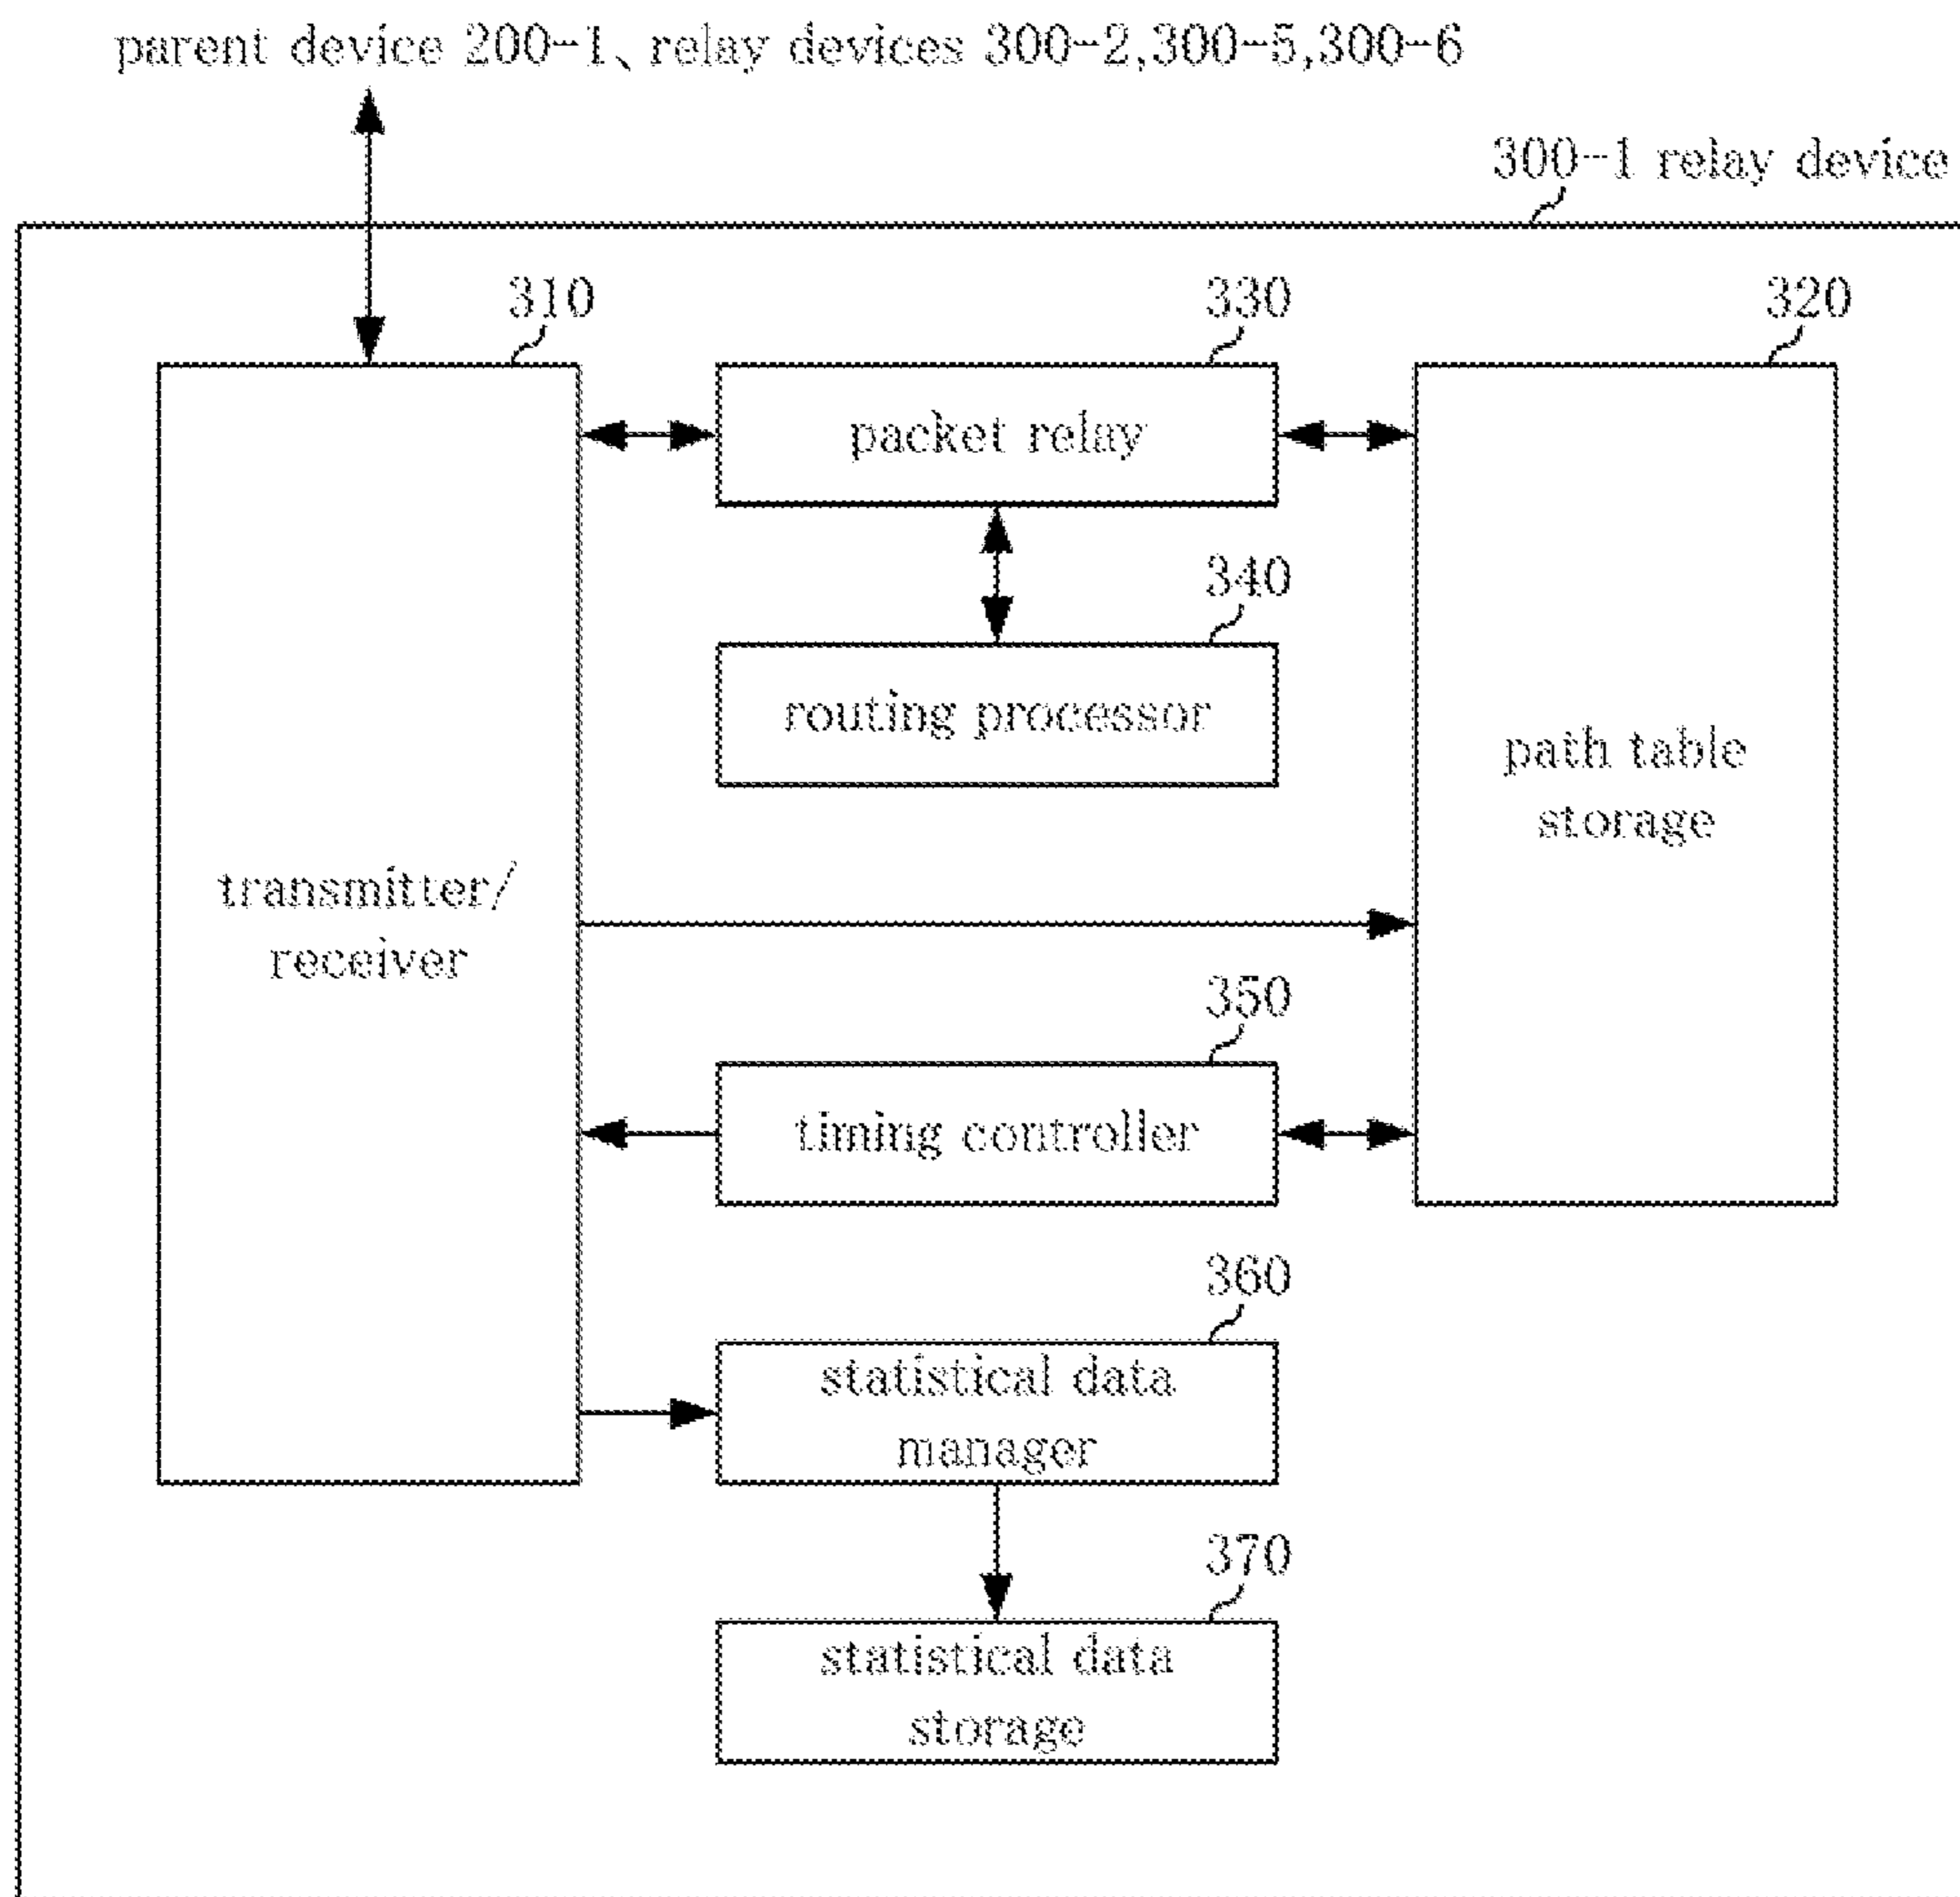 parent device 200-1、relay devices 300-2,300-5,300-6
300-1 relay device
310
330
320
packet relay
340
routing processor
path table
storage
transmitter/
receiver
350
timing controller
360
statistical data
manager
370
statistical data
storage